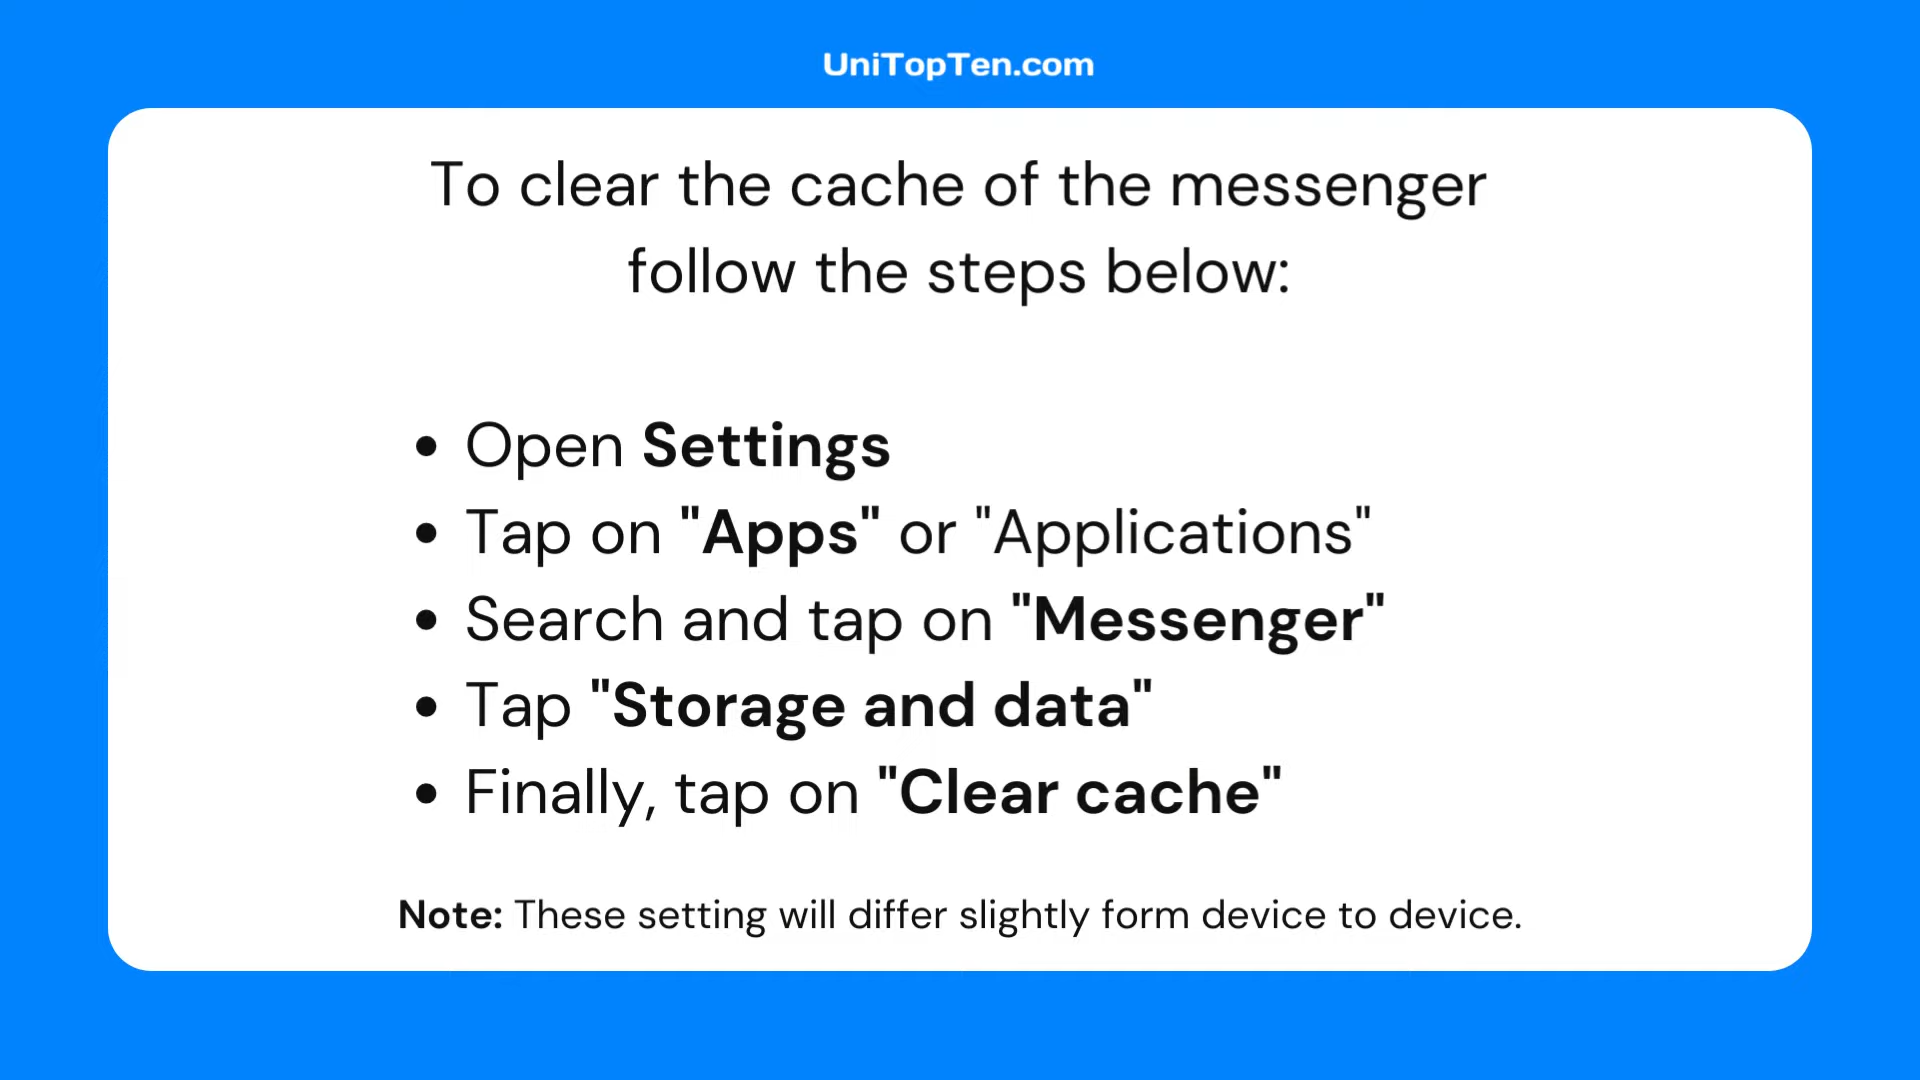 UniTopTen.com
To clear the cache of the messenger
follow the steps below:
• Open Settings
• Tap on "Apps" or "Applications"
• Search and tap on "Messenger"
• Tap "Storage and data"
• Finally, tap on "Clear cache"
Note: These setting will differ slightly form device to device.